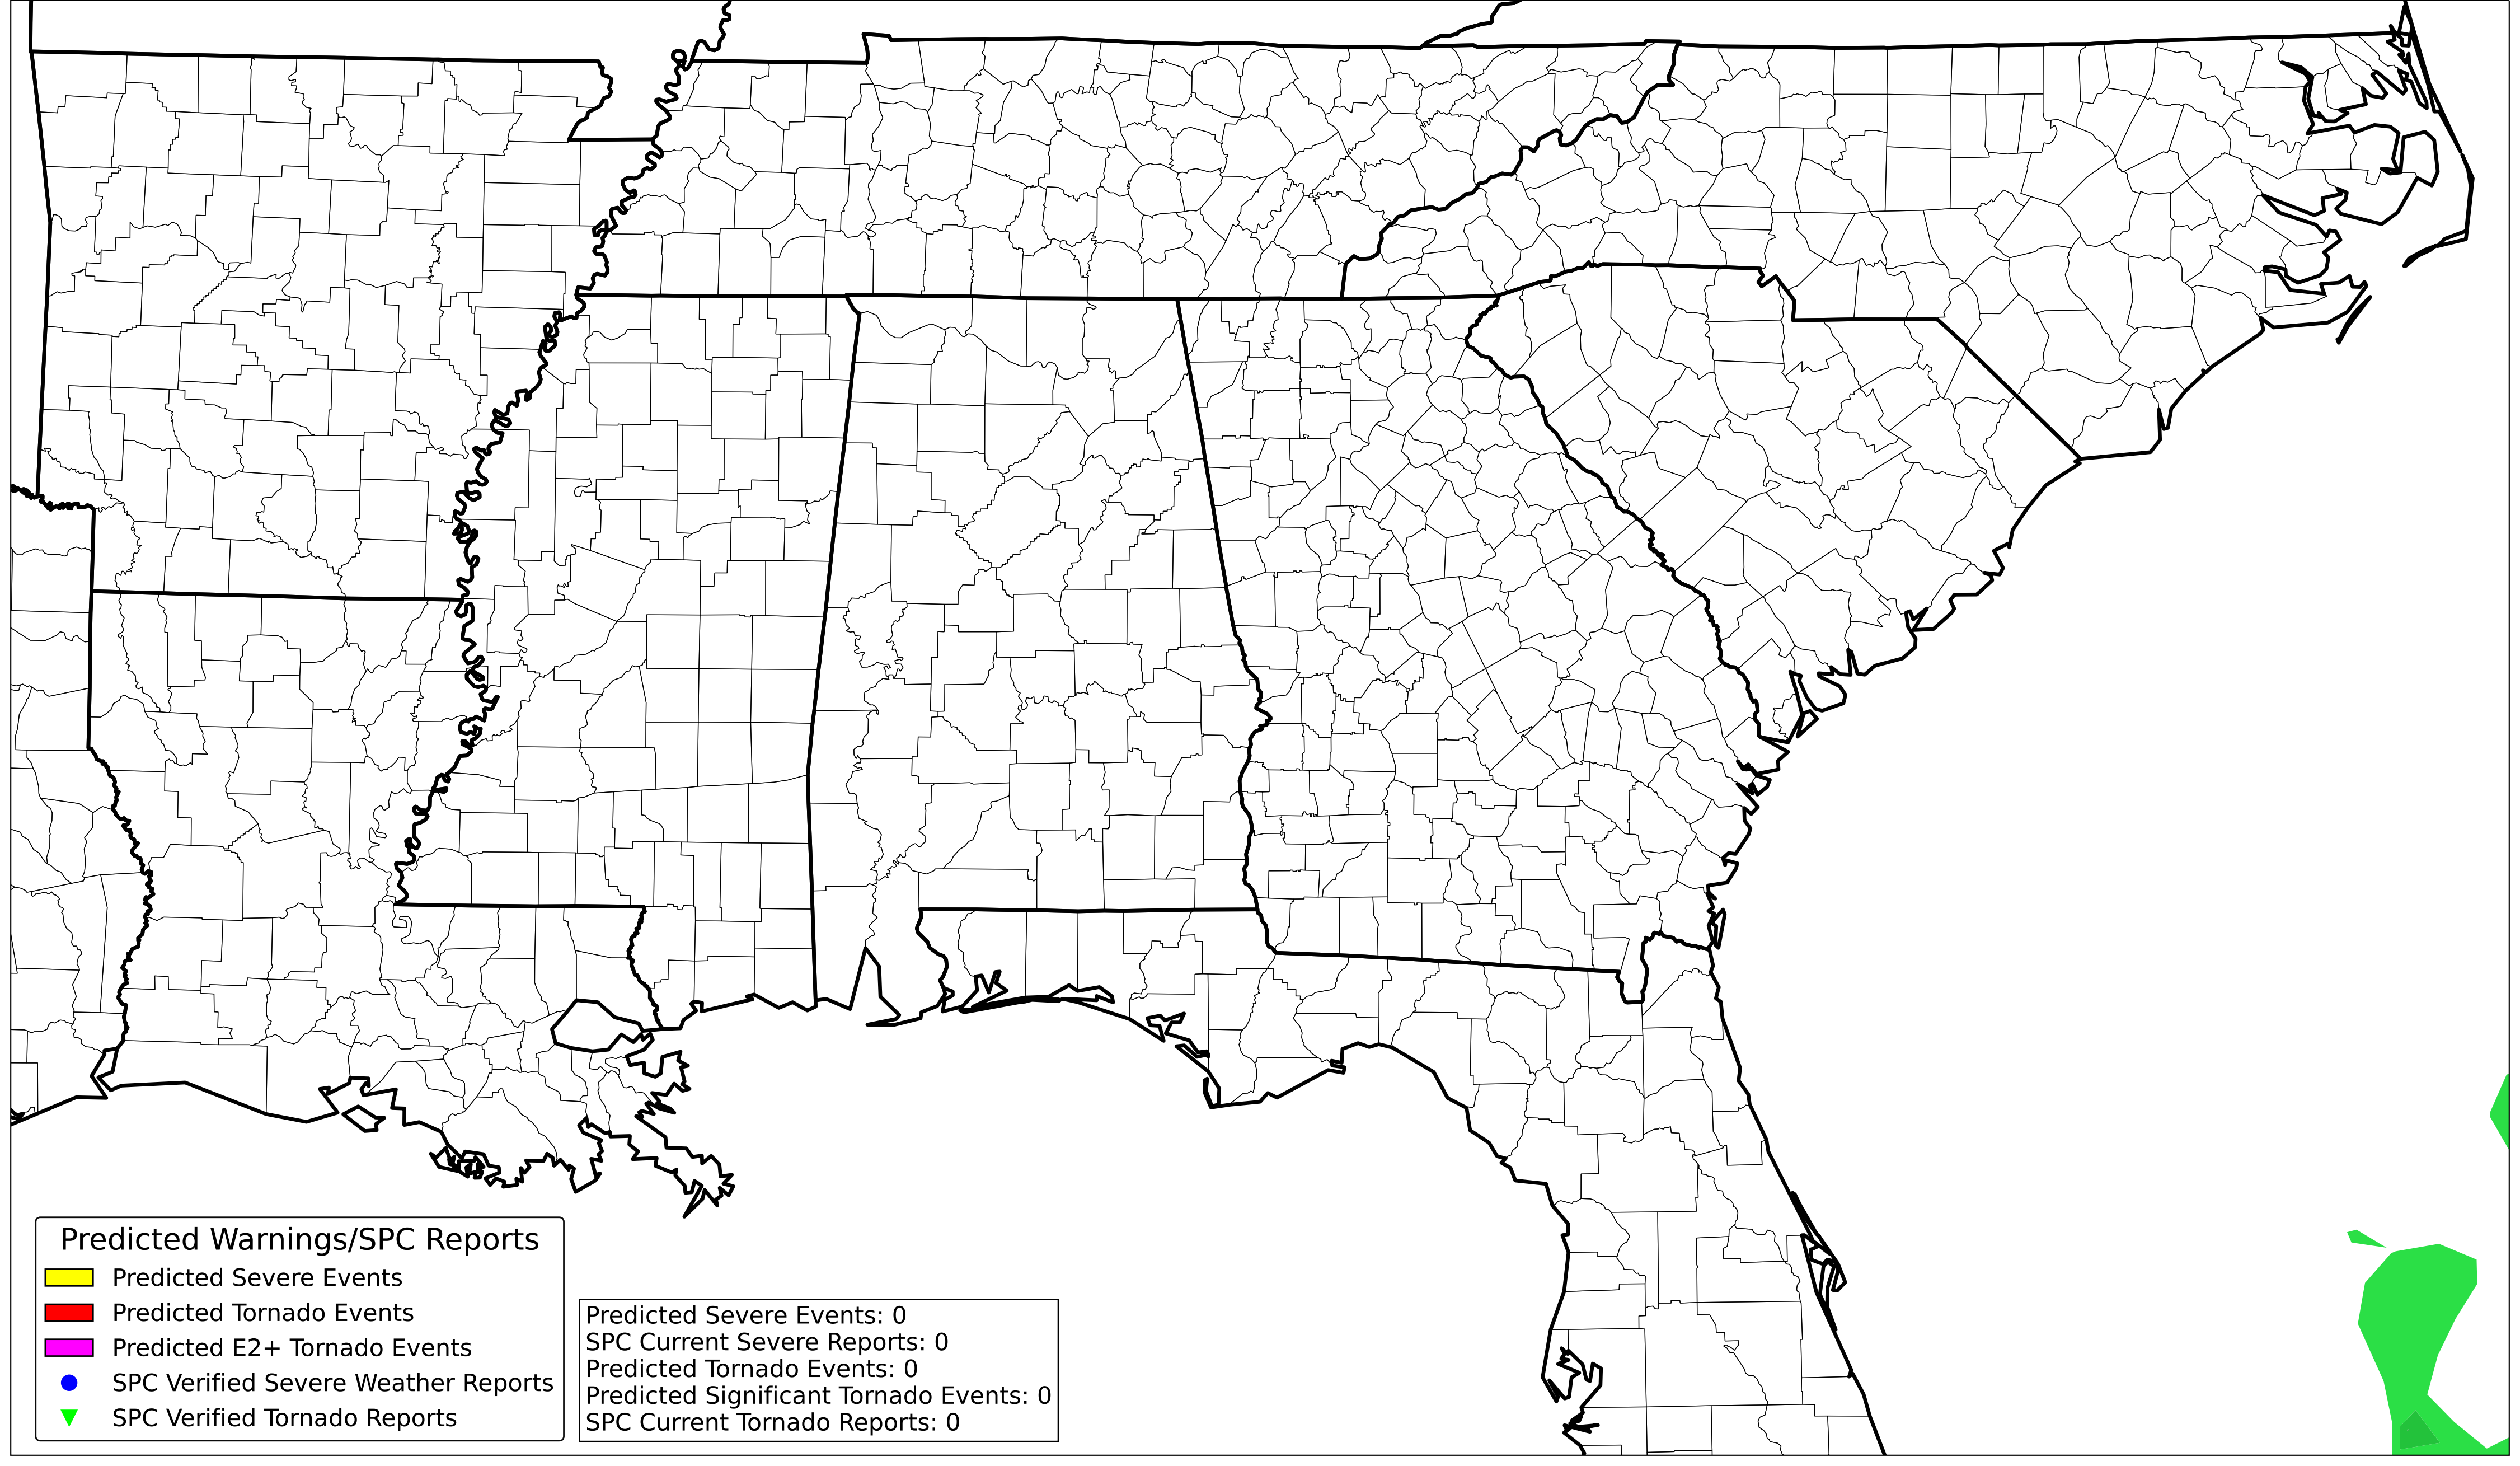 Predicted Warnings/SPC Reports
Predicted Severe Events
Predicted Tornado Events
Predicted E2+ Tornado Events
SPC Verified Severe Weather Reports
SPC Verified Tornado Reports
Predicted Severe Events: 0
SPC Current Severe Reports: 0
Predicted Tornado Events: 0
Predicted Significant Tornado Events: 0
SPC Current Tornado Reports: 0